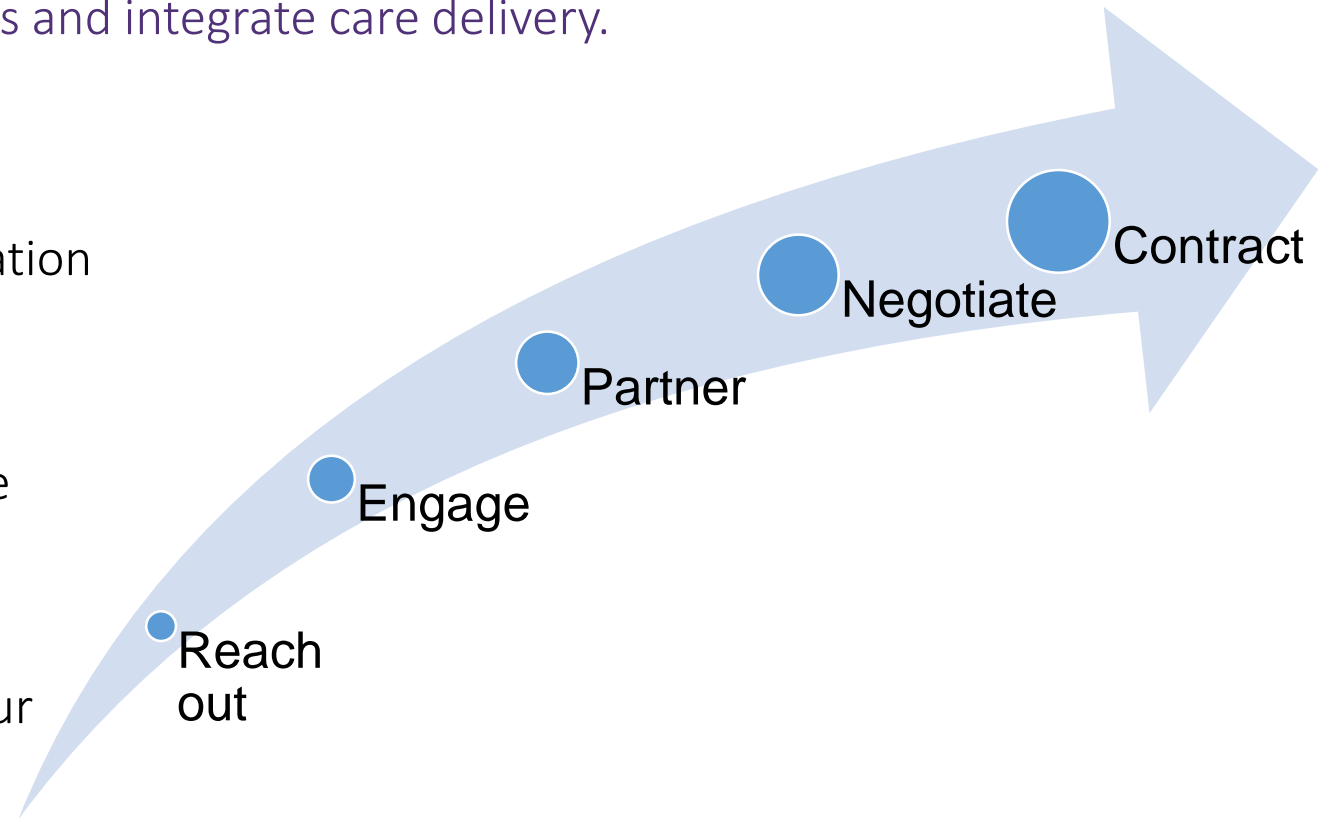 s and integrate care delivery.
ation
Contract
Negotiate
Partner
e
Engage
Reach
out
ur